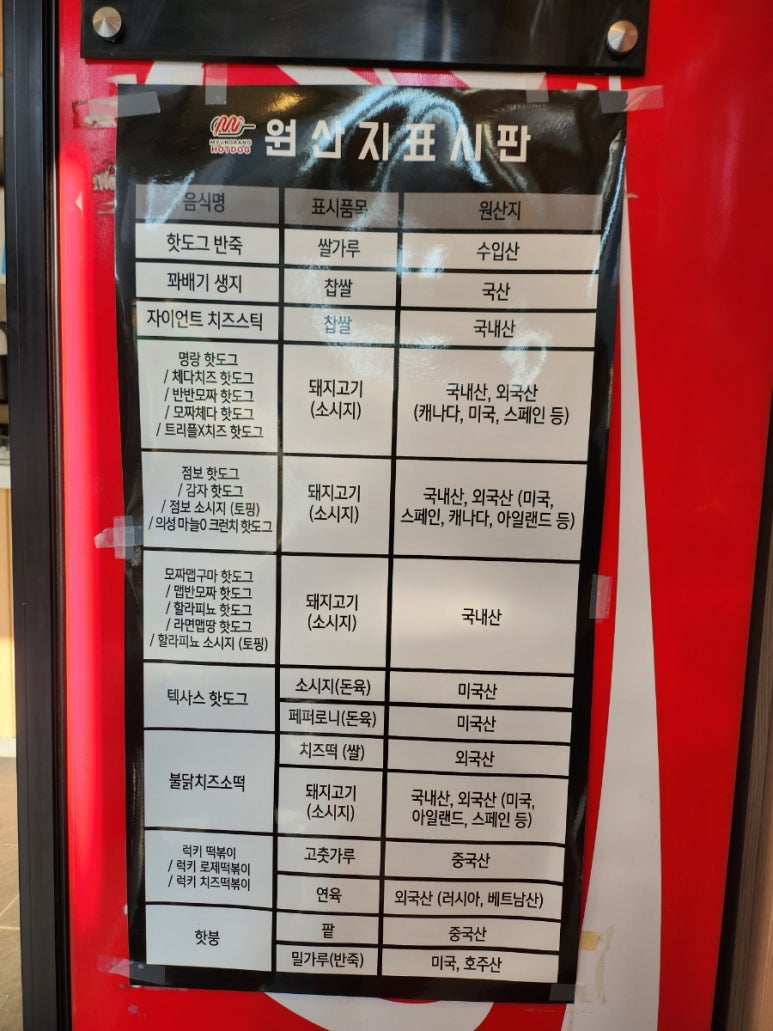 MYUNGRANG
HOTDOG
원산지표시판
음식명 표시품목 원산지
핫도그 반죽 쌀가루 수입산
꽈배기 생지 찹쌀 국산
자이언트 치즈스틱 찹쌀 국내산
명랑 핫도그
/ 체다치즈 핫도그
/ 반반모짜 핫도그
/ 모짜체다 핫도그
/ 트리플X치즈 핫도그
돼지고기
(소시지)
국내산, 외국산
(캐나다, 미국, 스페인 등)
점보 핫도그
/ 감자 핫도그
/ 점보 소시지 (토핑)
/ 의성 마늘O 크런치 핫도그
돼지고기
(소시지)
국내산, 외국산 (미국,
스페인, 캐나다, 아일랜드 등)
모짜맵구마 핫도그
/ 맵반모짜 핫도그
/ 할라피뇨 핫도그
/ 라면맵땅 핫도그
/ 할라피뇨 소시지 (토핑)
돼지고기
(소시지)
국내산
텍사스 핫도그
소시지(돈육) 미국산
페퍼로니(돈육) 미국산
불닭치즈소떡
치즈떡 (쌀) 외국산
돼지고기
(소시지)
국내산, 외국산 (미국,
아일랜드, 스페인 등)
럭키 떡볶이
/ 럭키 로제떡볶이
/ 럭키 치즈떡볶이
고춧가루 중국산
연육 외국산 (러시아, 베트남산)
핫붕
팥 중국산
밀가루(반죽) 미국, 호주산